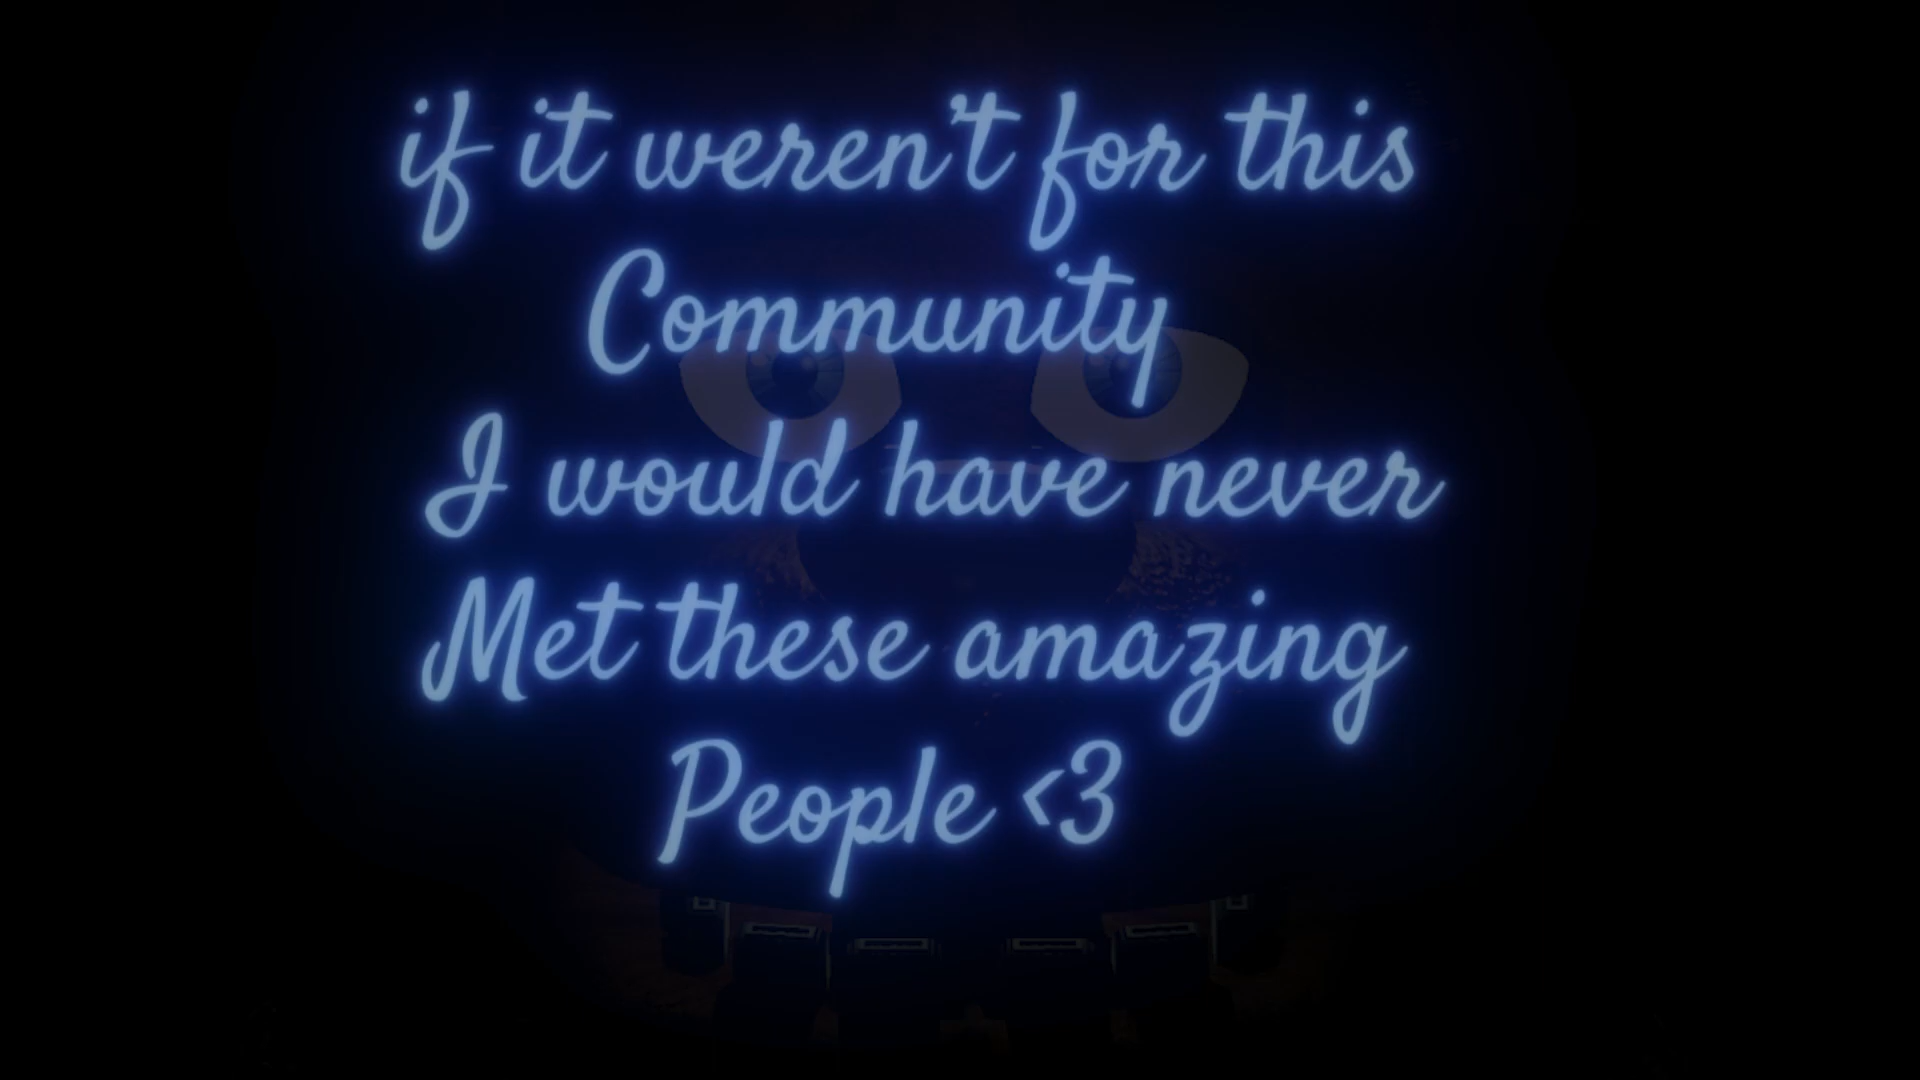 if it weren't for this
Community
I would have never
Met these amazing
People <3